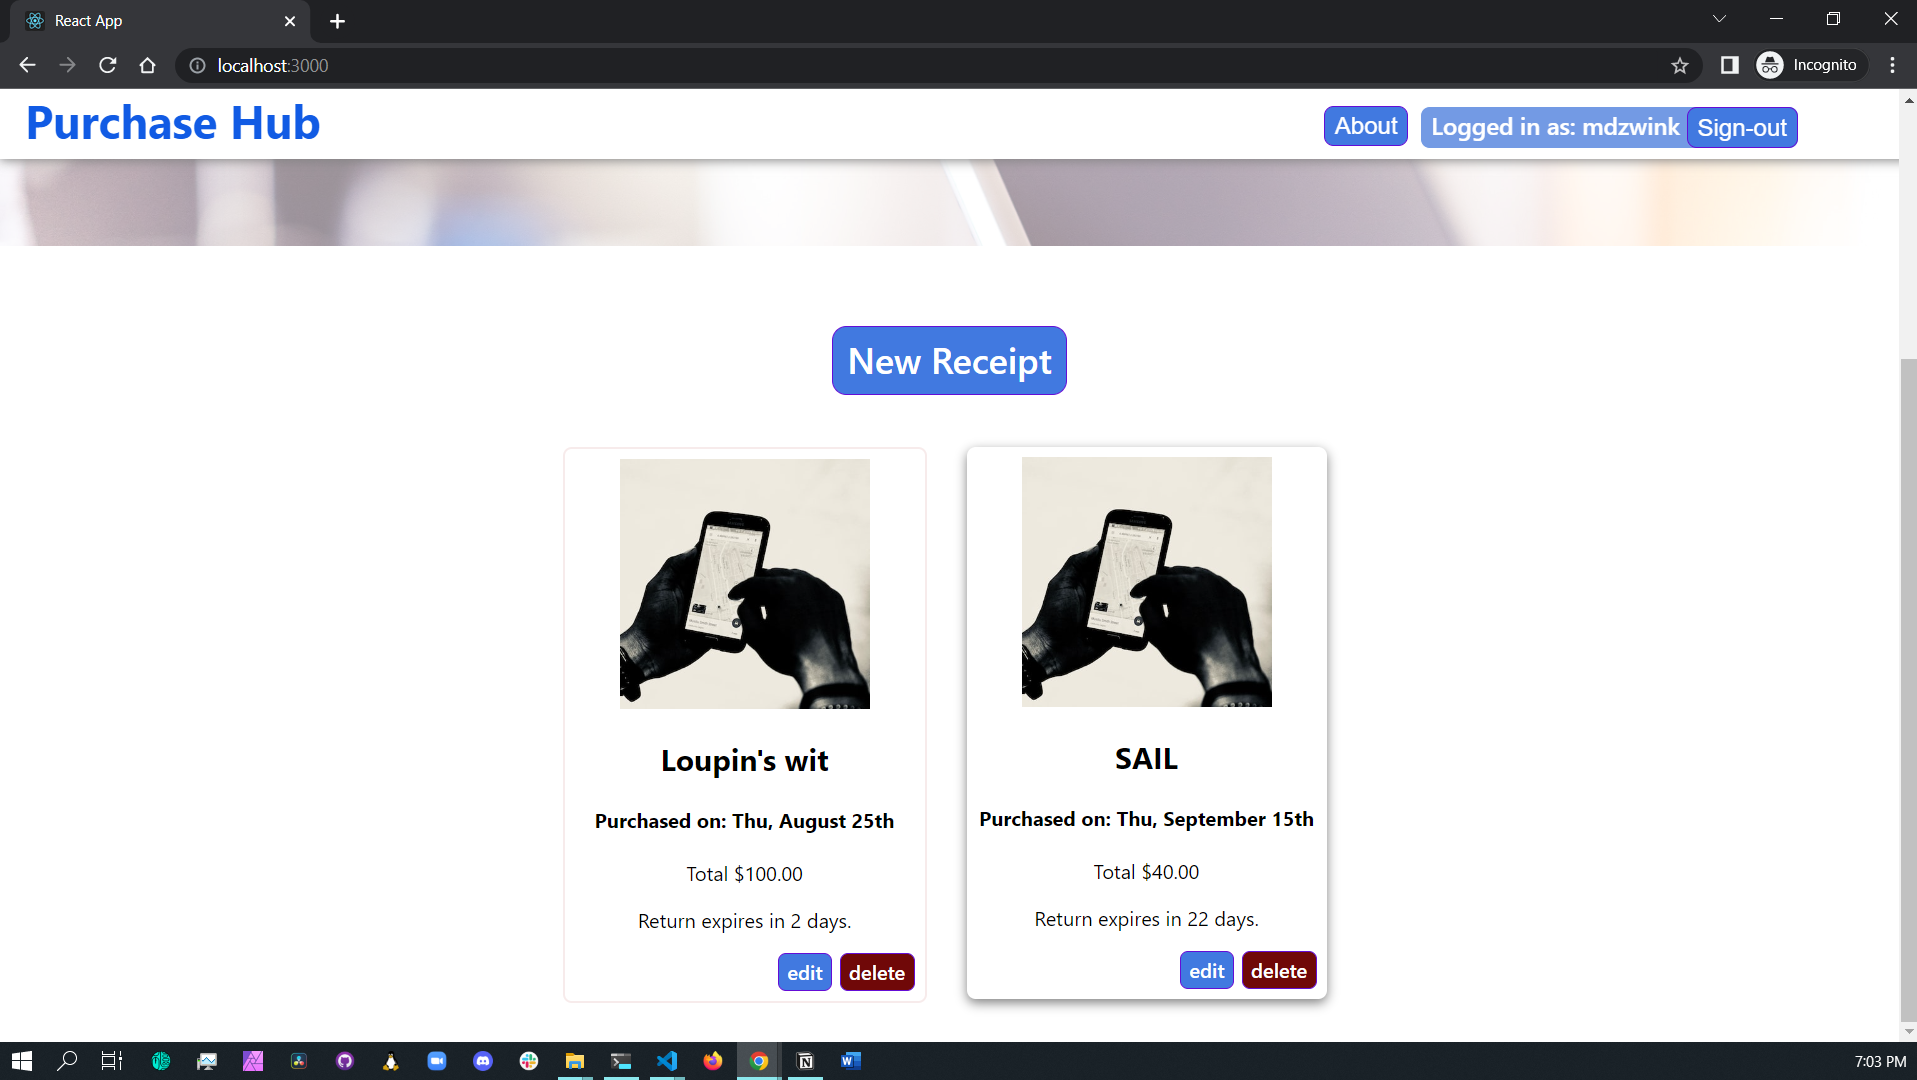 React App
localhost:3000
Incognito
Purchase Hub
About
Logged in as: mdzwink
Sign-out
New Receipt
Loupin's wit
Purchased on: Thu, August 25th
Total $100.00
Return expires in 2 days.
edit
delete
SAIL
Purchased on: Thu, September 15th
Total $40.00
Return expires in 22 days.
edit
delete
7:03 PM